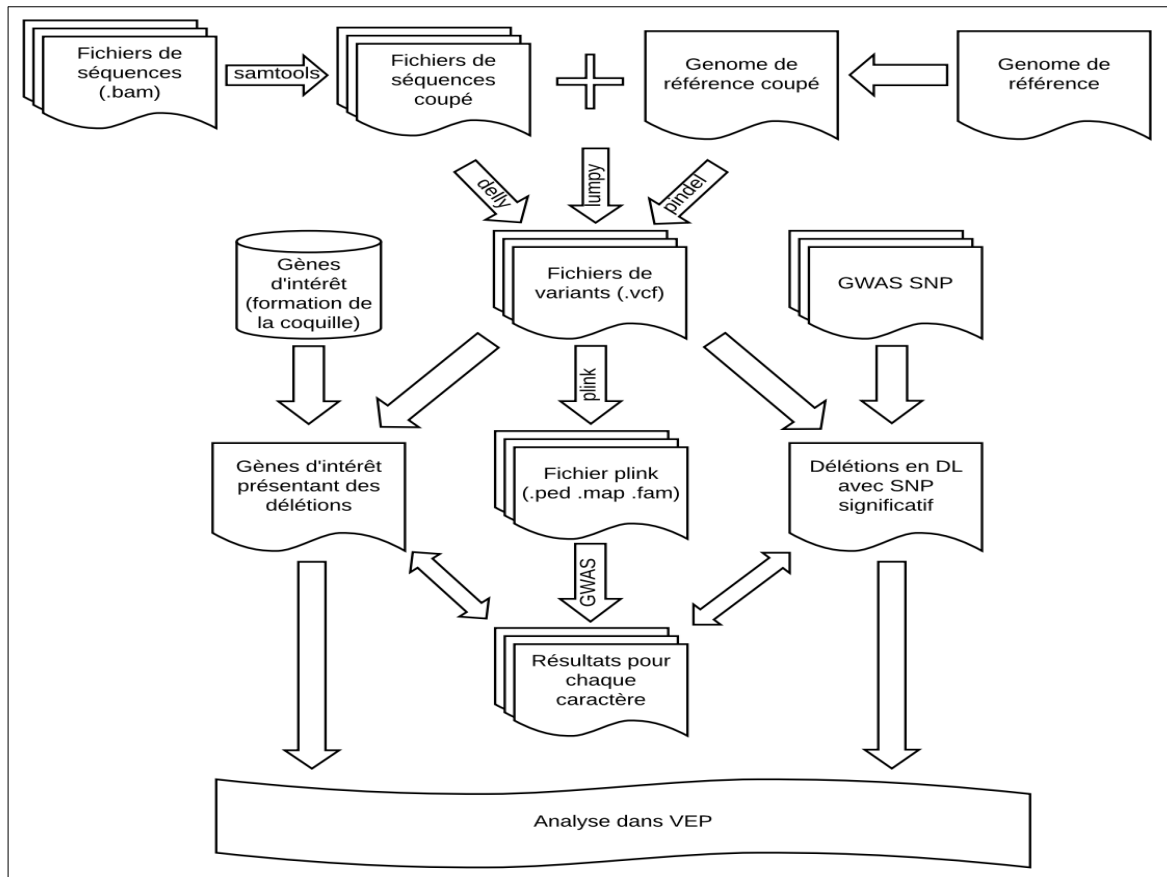 Fichiers de
séquences
(.bam)
samtools
Fichiers de
séquences
coupé
Genome de
référence coupé
Genome de
référence
delly
lumpy
pindel
Gènes
d'intérêt
(formation de
la coquille)
Fichiers de
variants (.vcf)
GWAS SNP
plink
Gènes d'intérêt
présentant des
délétions
Fichier plink
(.ped .map .fam)
Délétions en DL
avec SNP
significatif
GWAS
Résultats pour
chaque
caractère
Analyse dans VEP